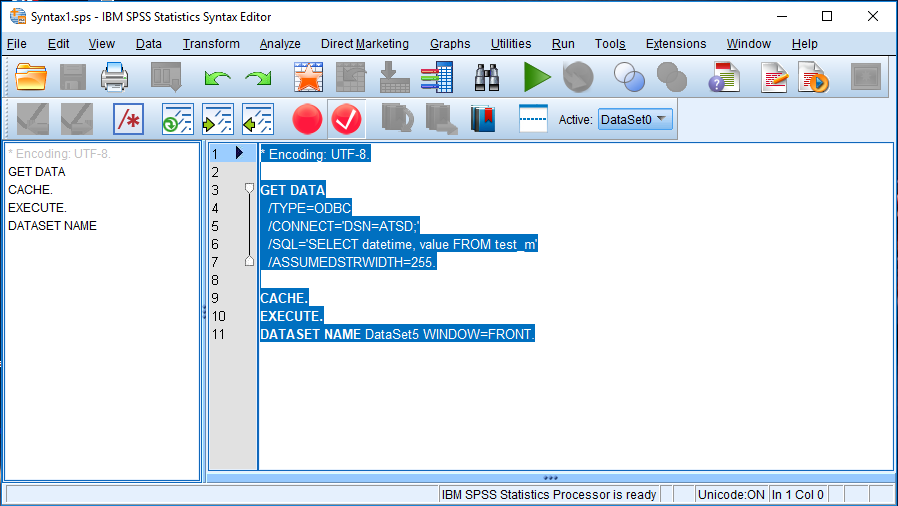 Syntax1.sps - IBM SPSS Statistics Syntax Editor
File Edit View Data Transform Analyze Direct Marketing Graphs Utilities Run Tools Extensions Window Help
/*
Active: DataSet0
* Encoding: UTF-8.
GET DATA
CACHE.
EXECUTE.
DATASET NAME
1 * Encoding: UTF-8.
2
3 GET DATA
4 /TYPE=ODBC
5 /CONNECT='DSN=ATSD;'
6 /SQL='SELECT datetime, value FROM test_m'
7 /ASSUMEDSTRWIDTH=255.
8
9 CACHE.
10 EXECUTE.
11 DATASET NAME DataSet5 WINDOW=FRONT.
IBM SPSS Statistics Processor is ready Unicode:ON In 1 Col 0